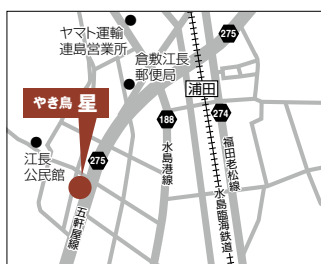 ヤマト運輸
連島営業所
275
倉敷江長
郵便局
浦田
やき鳥 星
188
274
江長
公民館
275
五軒屋線
水島港線
福田老松線
水島臨海鉄道